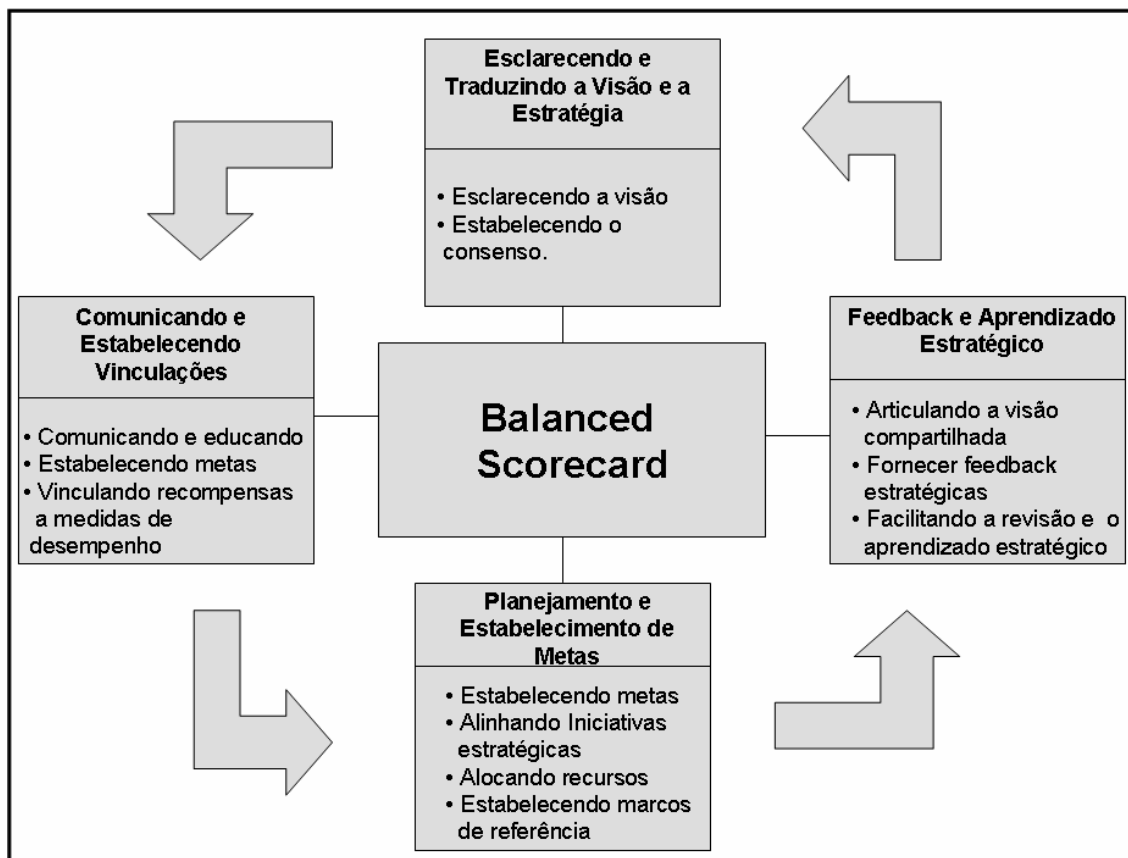 Esclarecendo e
Traduzindo a Visão e a
Estratégia
• Esclarecendo a visão
• Estabelecendo o
consenso.
Comunicando e
Estabelecendo
Vinculações
• Comunicando e educando
• Estabelecendo metas
• Vinculando recompensas
a medidas de
desempenho
Balanced
Scorecard
Feedback e Aprendizado
Estratégico
• Articulando a visão
compartilhada
• Fornecer feedback
estratégicas
• Facilitando a revisão e o
aprendizado estratégico
Planejamento e
Estabelecimento de
Metas
• Estabelecendo metas
• Alinhando Iniciativas
estratégicas
• Alocando recursos
• Estabelecendo marcos
de referência